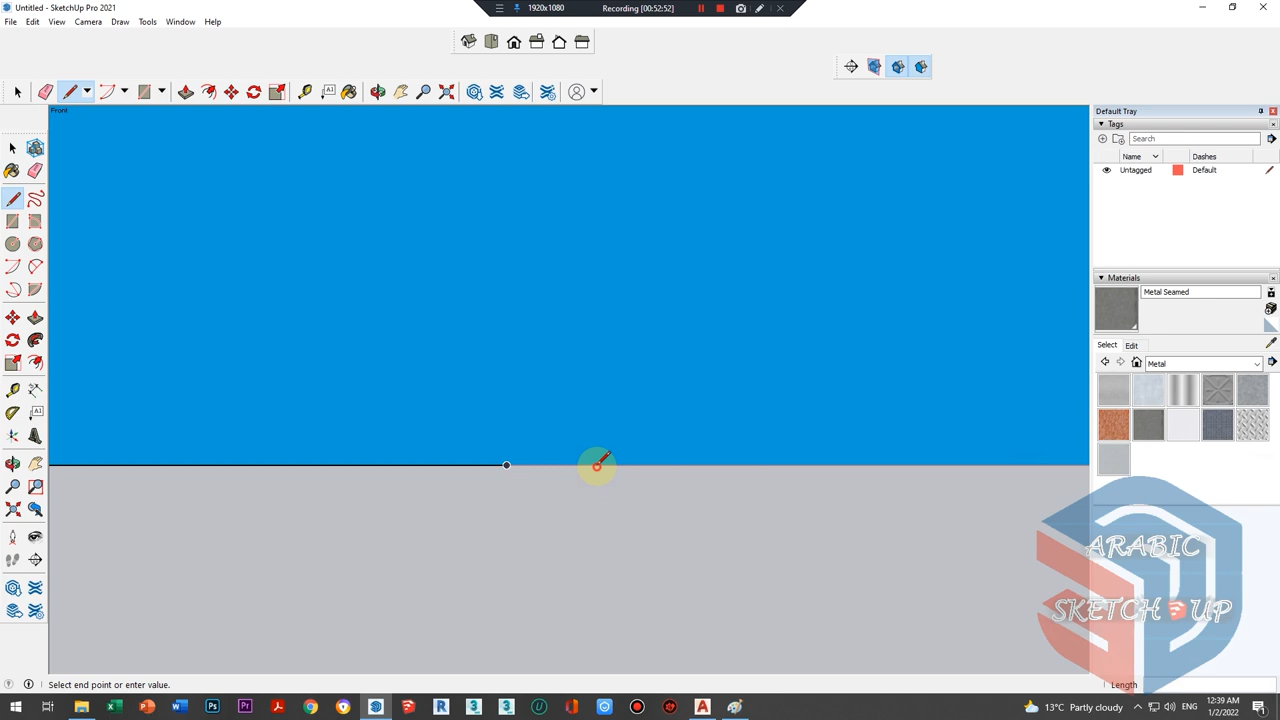 Untitled - SketchUp Pro 2021
1920x1080
Recording [00:52:52]
File Edit View Camera Draw Tools Window Help
Front
Default Tray
Tags
Search
Name Dashes
Untagged Default
Materials
Metal Seamed
Select Edit
Metal
ARABIC
SKETCH UP
Select end point or enter value.
Length
13°C Partly cloudy
12:39 AM
1/2/2022